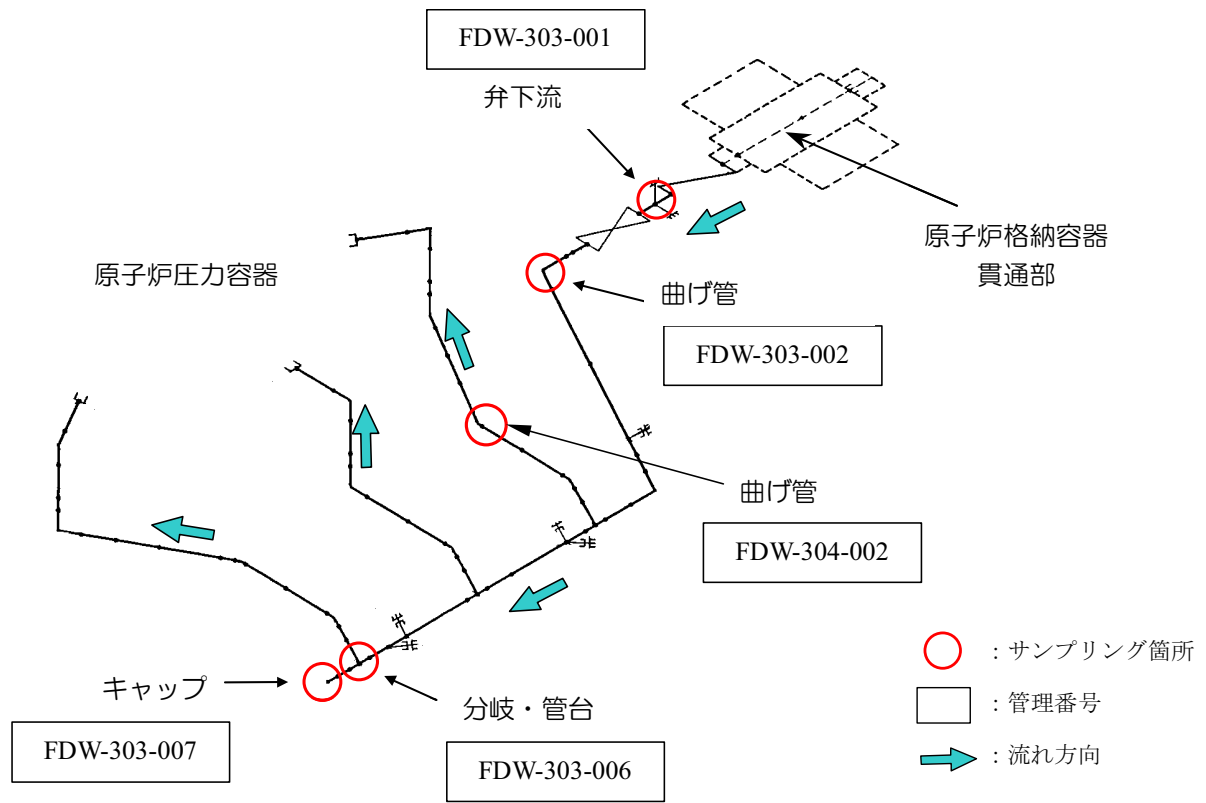 FDW-303-001
弁下流
原子炉格納容器
貫通部
原子炉圧力容器
曲げ管
FDW-303-002
曲げ管
FDW-304-002
キャップ
FDW-303-007
分岐・管台
FDW-303-006
：サンプリング箇所
：管理番号
：流れ方向